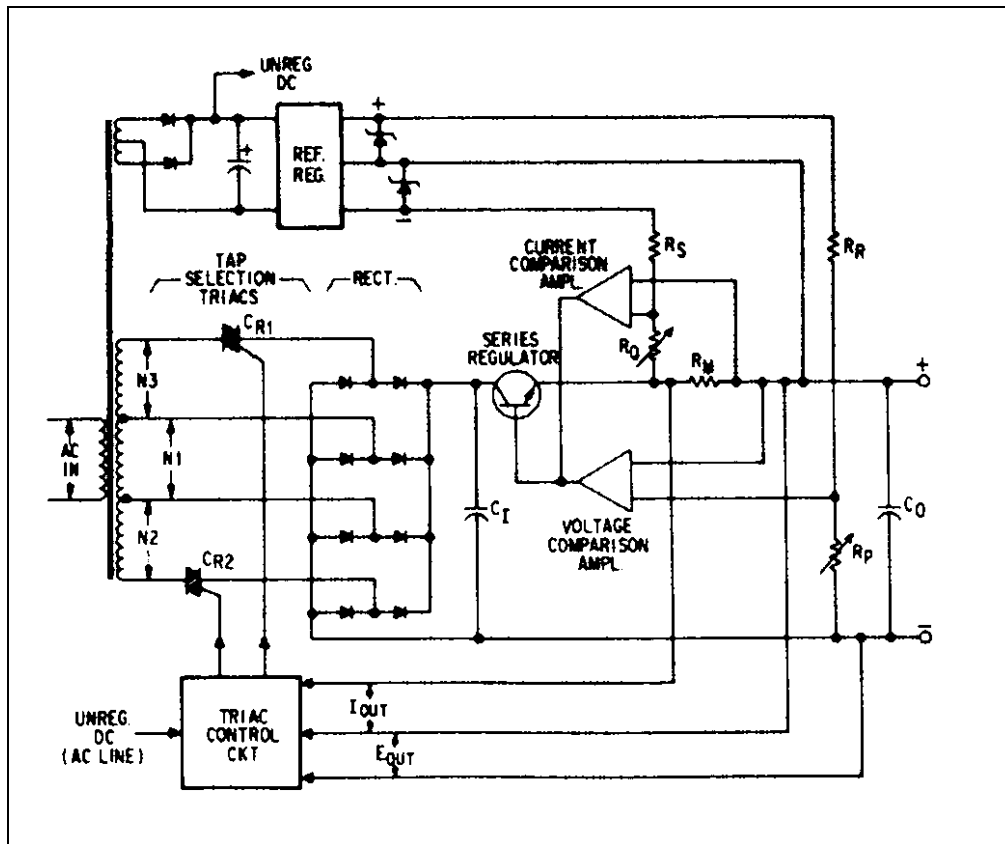 UNREG
DC
+
+
REF.
REG.
−
TAP
SELECTION
TRIACS
RECT.
CR1
CURRENT
COMPARISON
AMPL.
RS
RR
SERIES
REGULATOR
RQ
RM
+
N3
AC
IN
N1
N2
CI
VOLTAGE
COMPARISON
AMPL.
CO
RP
CR2
−
TRIAC
CONTROL
CKT
UNREG.
DC
(AC LINE)
IOUT
EOUT